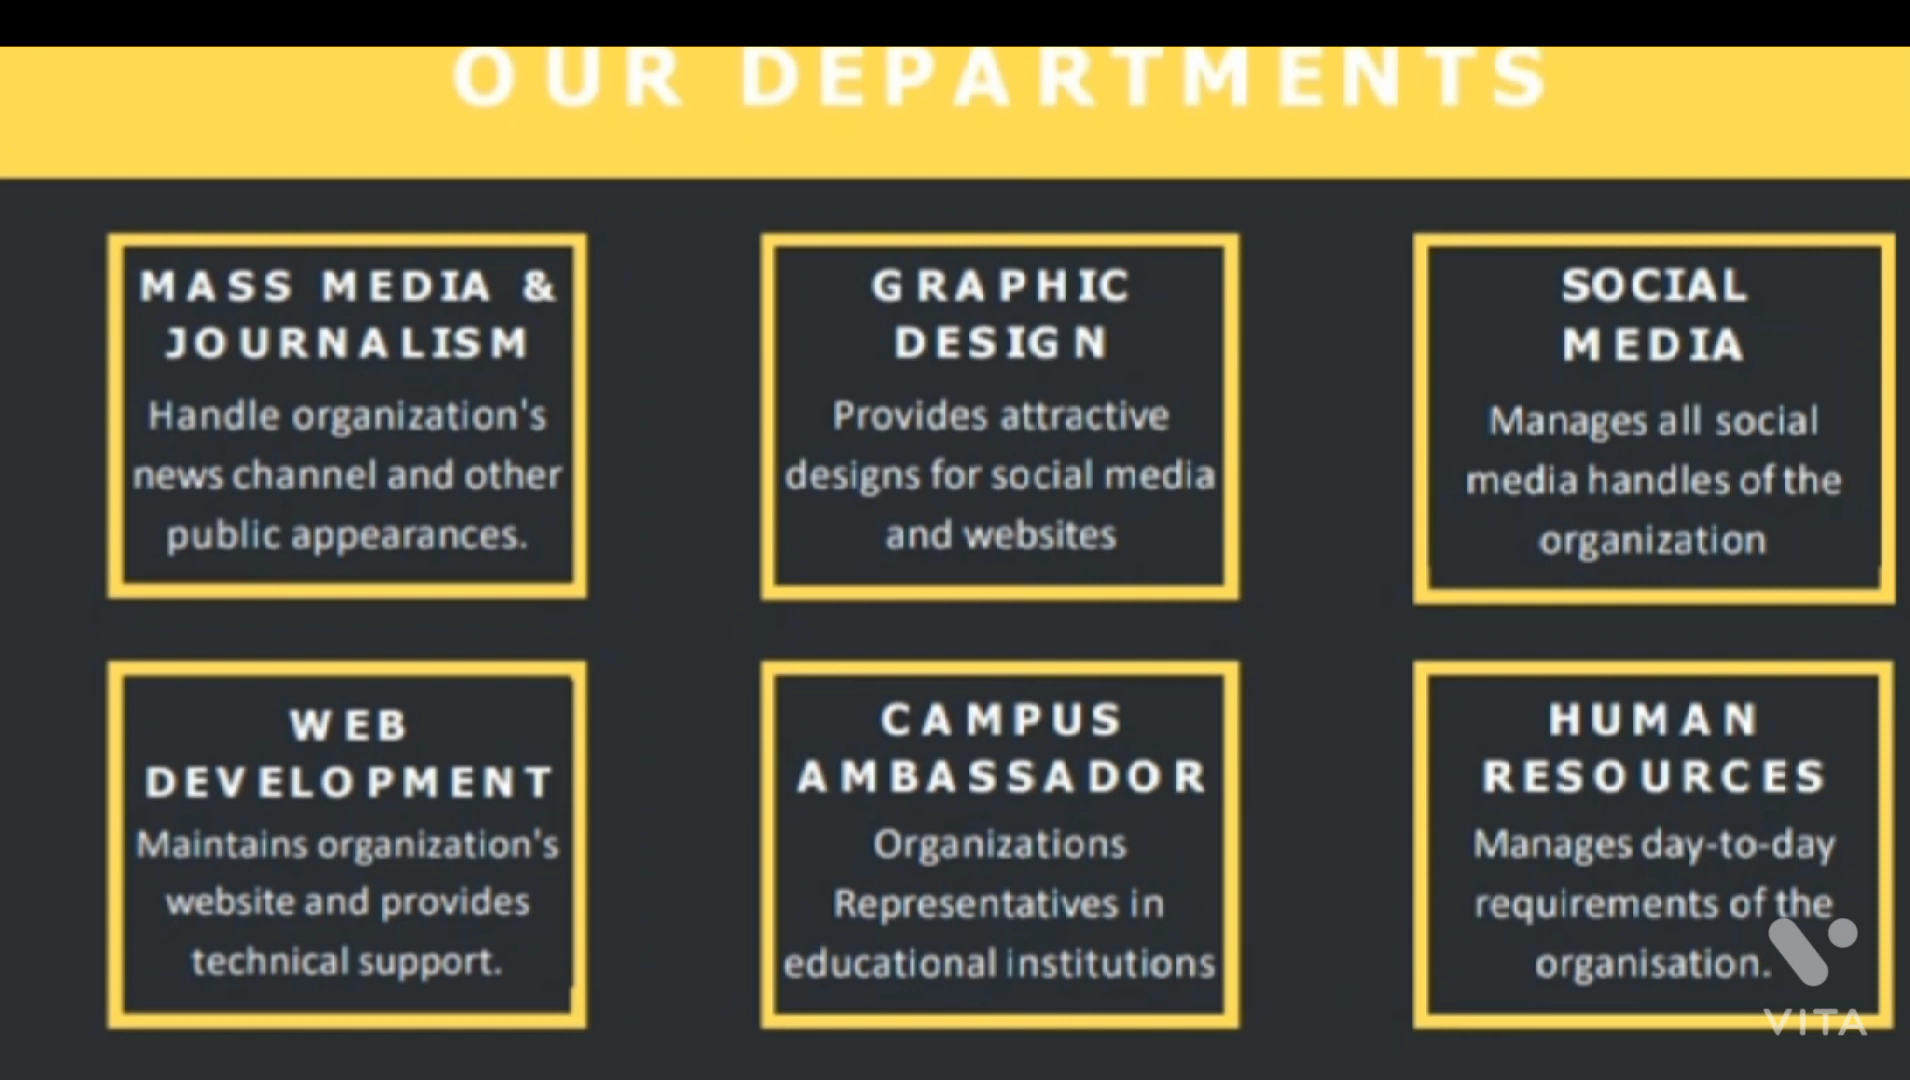 OUR DEPARTMENTS
MASS MEDIA &
JOURNALISM
Handle organization's
news channel and other
public appearances.
GRAPHIC
DESIGN
Provides attractive
designs for social media
and websites
SOCIAL
MEDIA
Manages all social
media handles of the
organization
WEB
DEVELOPMENT
Maintains organization's
website and provides
technical support.
CAMPUS
AMBASSADOR
Organizations
Representatives in
educational institutions
HUMAN
RESOURCES
Manages day-to-day
requirements of the
organisation.
VITA